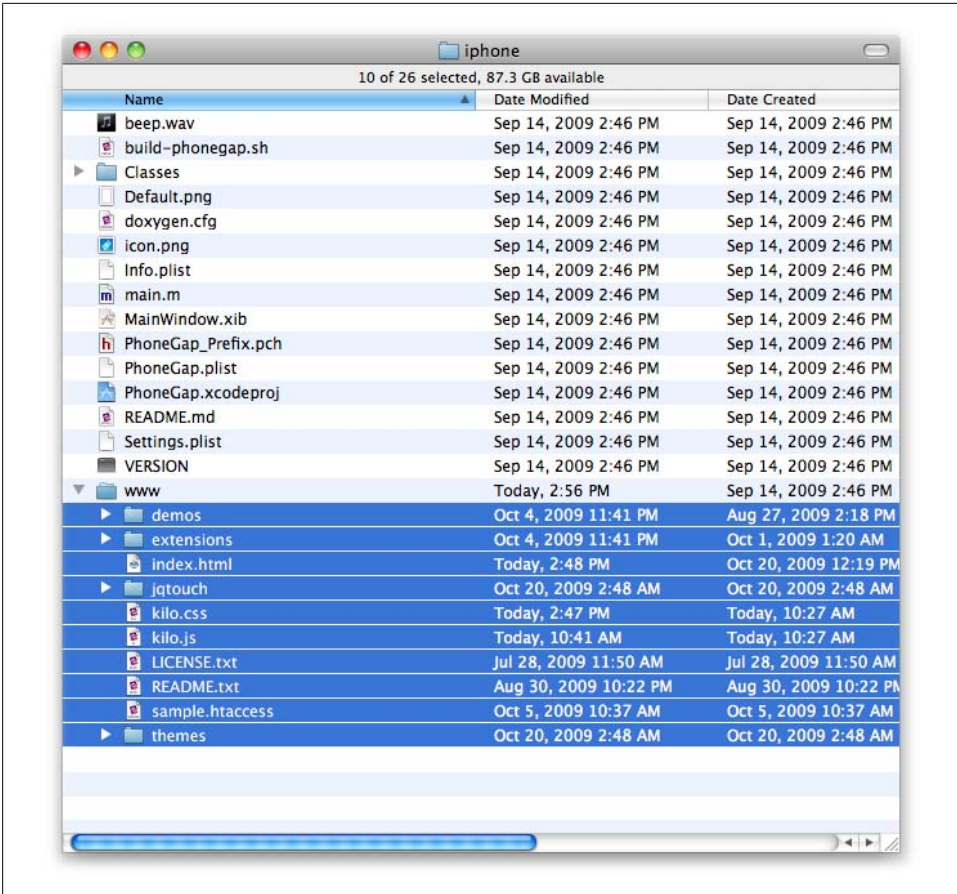 iphone
10 of 26 selected, 87.3 GB available
Name Date Modified Date Created
beep.wav Sep 14, 2009 2:46 PM Sep 14, 2009 2:46 PM
build-phonegap.sh Sep 14, 2009 2:46 PM Sep 14, 2009 2:46 PM
Classes Sep 14, 2009 2:46 PM Sep 14, 2009 2:46 PM
Default.png Sep 14, 2009 2:46 PM Sep 14, 2009 2:46 PM
doxygen.cfg Sep 14, 2009 2:46 PM Sep 14, 2009 2:46 PM
icon.png Sep 14, 2009 2:46 PM Sep 14, 2009 2:46 PM
Info.plist Sep 14, 2009 2:46 PM Sep 14, 2009 2:46 PM
m main.m Sep 14, 2009 2:46 PM Sep 14, 2009 2:46 PM
MainWindow.xib Sep 14, 2009 2:46 PM Sep 14, 2009 2:46 PM
h PhoneGap_Prefix.pch Sep 14, 2009 2:46 PM Sep 14, 2009 2:46 PM
PhoneGap.plist Sep 14, 2009 2:46 PM Sep 14, 2009 2:46 PM
PhoneGap.xcodeproj Sep 14, 2009 2:46 PM Sep 14, 2009 2:46 PM
README.md Sep 14, 2009 2:46 PM Sep 14, 2009 2:46 PM
Settings.plist Sep 14, 2009 2:46 PM Sep 14, 2009 2:46 PM
VERSION Sep 14, 2009 2:46 PM Sep 14, 2009 2:46 PM
www Today, 2:56 PM Sep 14, 2009 2:46 PM
demos Oct 4, 2009 11:41 PM Aug 27, 2009 2:18 PM
extensions Oct 4, 2009 11:41 PM Oct 1, 2009 1:20 AM
index.html Today, 2:48 PM Oct 20, 2009 12:19 PM
jqtouch Oct 20, 2009 2:48 AM Oct 20, 2009 2:48 AM
kilo.css Today, 2:47 PM Today, 10:27 AM
kilo.js Today, 10:41 AM Today, 10:27 AM
LICENSE.txt Jul 28, 2009 11:50 AM Jul 28, 2009 11:50 AM
README.txt Aug 30, 2009 10:22 PM Aug 30, 2009 10:22 PM
sample.htaccess Oct 5, 2009 10:37 AM Oct 5, 2009 10:37 AM
themes Oct 20, 2009 2:48 AM Oct 20, 2009 2:48 AM